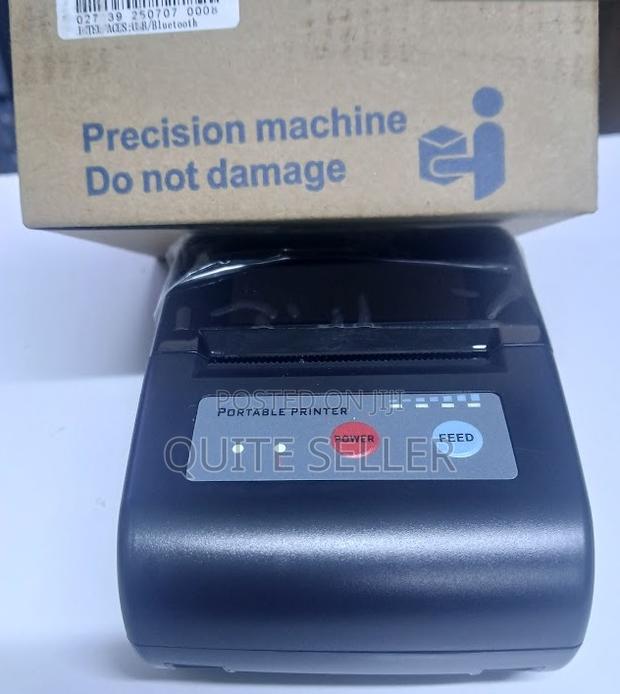 027 39 250707 0008
Precision machine
Do not damage
POSTED ON JIJI
PORTABLE PRINTER
POWER
FEED
QUITE SELLER